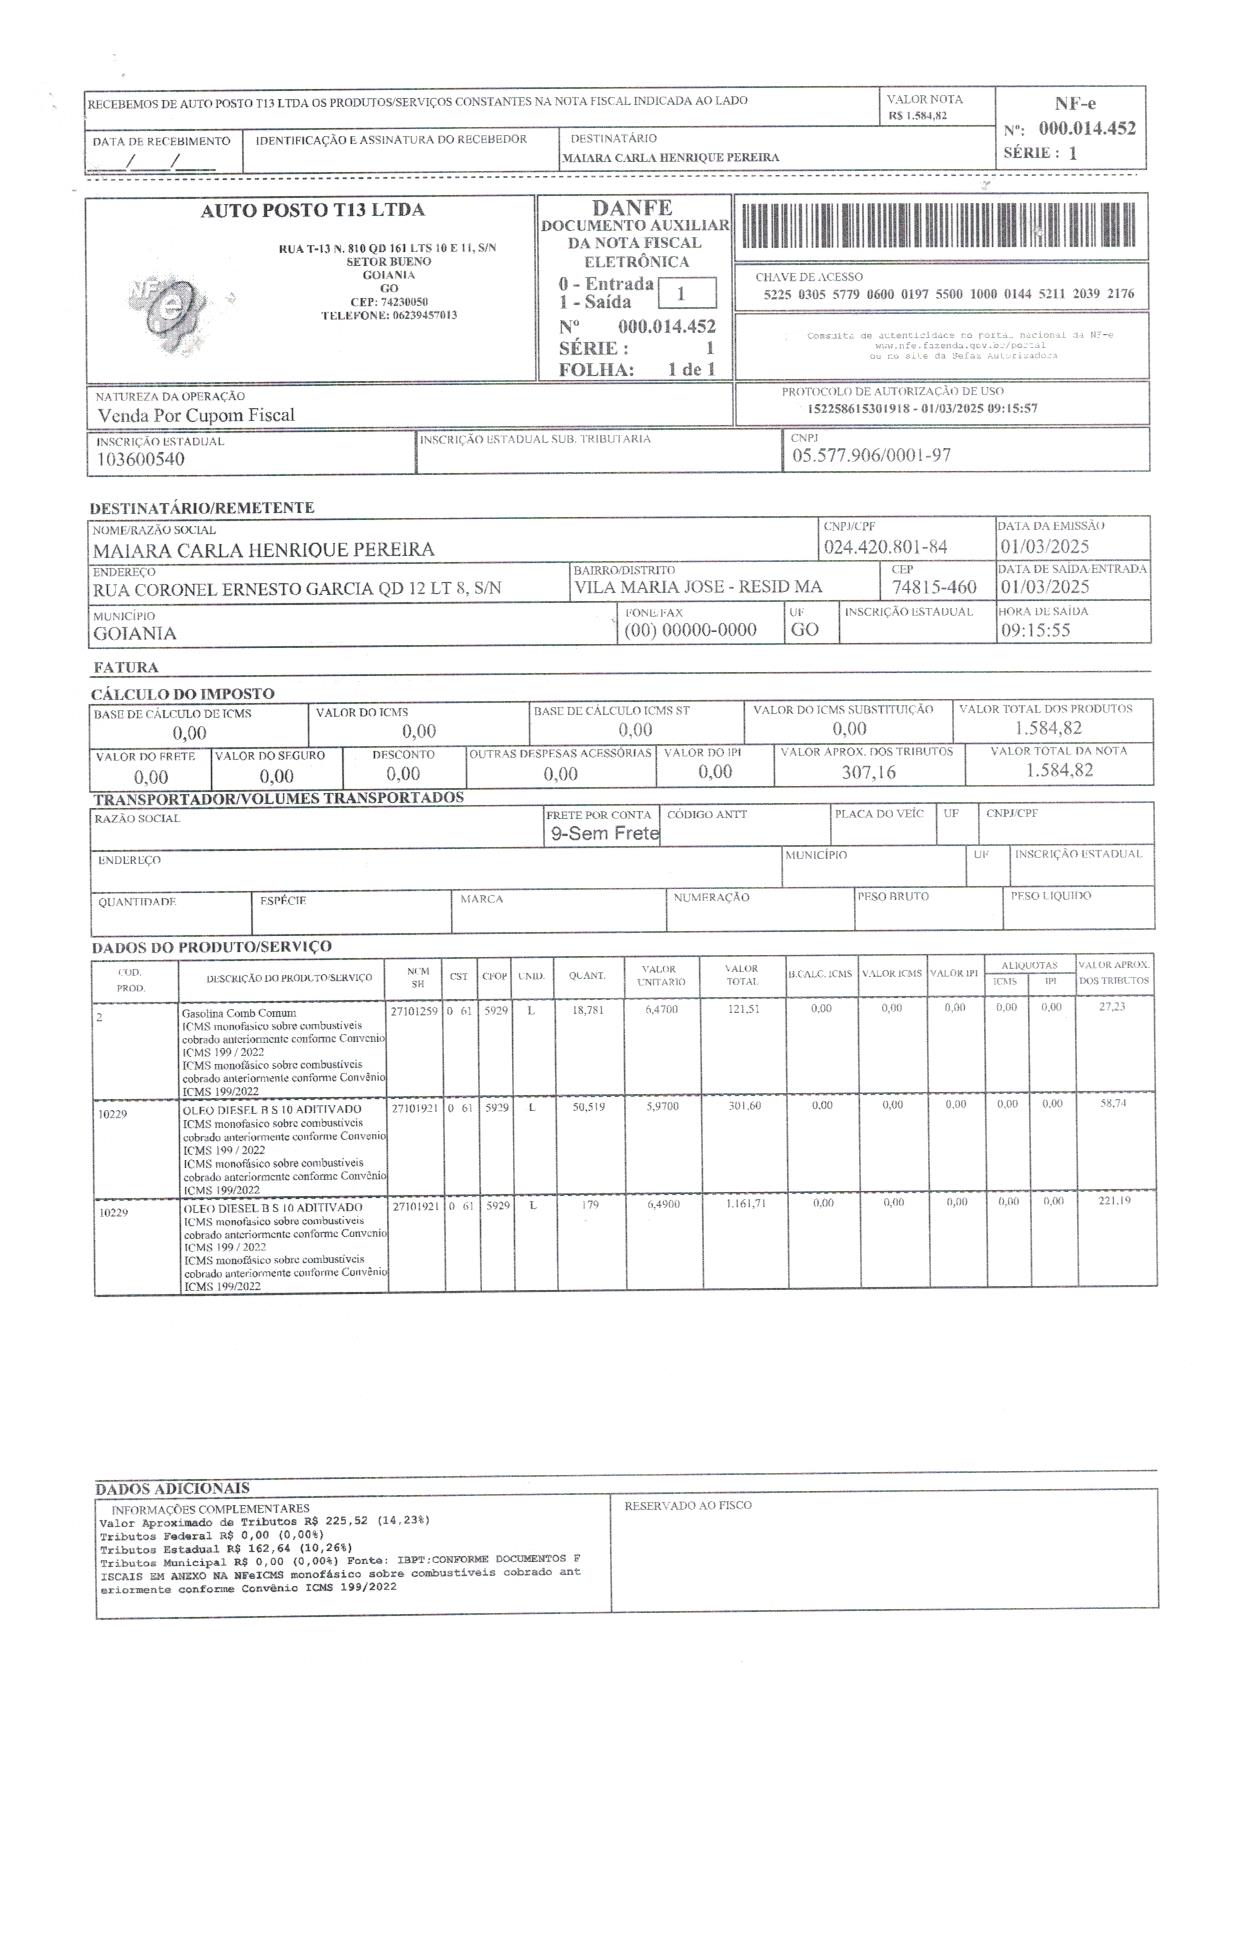 RECEBEMOS DE AUTO POSTO T13 LTDA OS PRODUTOS/SERVIÇOS CONSTANTES NA NOTA FISCAL INDICADA AO LADO
VALOR NOTA
R$ 1.584,82
NF-e
Nº: 000.014.452
SÉRIE : 1
DATA DE RECEBIMENTO
___/___/___
IDENTIFICAÇÃO E ASSINATURA DO RECEBEDOR
DESTINATÁRIO
MAIARA CARLA HENRIQUE PEREIRA
AUTO POSTO T13 LTDA
RUA T-13 N. 810 QD 161 LTS 10 E 11, S/N
SETOR BUENO
GOIANIA
GO
CEP: 74230050
TELEFONE: 06239457013
NF e
DANFE
DOCUMENTO AUXILIAR
DA NOTA FISCAL
ELETRÔNICA
0 - Entrada
1 - Saída
1
Nº 000.014.452
SÉRIE : 1
FOLHA: 1 de 1
CHAVE DE ACESSO
5225 0305 5779 0600 0197 5500 1000 0144 5211 2039 2176
Consulta de autenticidade no portal nacional da NF-e
www.nfe.fazenda.gov.br/portal
ou no site da Sefaz Autorizadora
NATUREZA DA OPERAÇÃO
Venda Por Cupom Fiscal
PROTOCOLO DE AUTORIZAÇÃO DE USO
152258615301918 - 01/03/2025 09:15:57
INSCRIÇÃO ESTADUAL
103600540
INSCRIÇÃO ESTADUAL SUB. TRIBUTARIA
CNPJ
05.577.906/0001-97
DESTINATÁRIO/REMETENTE
NOME/RAZÃO SOCIAL
MAIARA CARLA HENRIQUE PEREIRA
CNPJ/CPF
024.420.801-84
DATA DA EMISSÃO
01/03/2025
ENDEREÇO
RUA CORONEL ERNESTO GARCIA QD 12 LT 8, S/N
BAIRRO/DISTRITO
VILA MARIA JOSE - RESID MA
CEP
74815-460
DATA DE SAÍDA/ENTRADA
01/03/2025
MUNICÍPIO
GOIANIA
FONE/FAX
(00) 00000-0000
UF
GO
INSCRIÇÃO ESTADUAL
HORA DE SAÍDA
09:15:55
FATURA
CÁLCULO DO IMPOSTO
BASE DE CÁLCULO DE ICMS
0,00
VALOR DO ICMS
0,00
BASE DE CÁLCULO ICMS ST
0,00
VALOR DO ICMS SUBSTITUIÇÃO
0,00
VALOR TOTAL DOS PRODUTOS
1.584,82
VALOR DO FRETE
0,00
VALOR DO SEGURO
0,00
DESCONTO
0,00
OUTRAS DESPESAS ACESSÓRIAS
0,00
VALOR DO IPI
0,00
VALOR APROX. DOS TRIBUTOS
307,16
VALOR TOTAL DA NOTA
1.584,82
TRANSPORTADOR/VOLUMES TRANSPORTADOS
RAZÃO SOCIAL
FRETE POR CONTA
9-Sem Frete
CÓDIGO ANTT
PLACA DO VEÍC
UF
CNPJ/CPF
ENDEREÇO
MUNICÍPIO
UF
INSCRIÇÃO ESTADUAL
QUANTIDADE
ESPÉCIE
MARCA
NUMERAÇÃO
PESO BRUTO
PESO LÍQUIDO
DADOS DO PRODUTO/SERVIÇO
COD. PROD.
DESCRIÇÃO DO PRODUTO/SERVIÇO
NCM SH
CST
CFOP
UNID.
QUANT.
VALOR UNITARIO
VALOR TOTAL
B.CALC. ICMS
VALOR ICMS
VALOR IPI
ALIQUOTAS
ICMS
IPI
VALOR APROX. DOS TRIBUTOS
2 Gasolina Comb Comum 27101259 0 61 5929 L 18,781 6,4700 121,51 0,00 0,00 0,00 0,00 0,00 27,23
ICMS monofasico sobre combustiveis
cobrado anteriormente conforme Convenio
ICMS 199 / 2022
ICMS monofásico sobre combustíveis
cobrado anteriormente conforme Convênio
ICMS 199/2022
10229 OLEO DIESEL B S 10 ADITIVADO 27101921 0 61 5929 L 50,519 5,9700 301,60 0,00 0,00 0,00 0,00 0,00 58,74
ICMS monofasico sobre combustiveis
cobrado anteriormente conforme Convenio
ICMS 199 / 2022
ICMS monofásico sobre combustíveis
cobrado anteriormente conforme Convênio
ICMS 199/2022
10229 OLEO DIESEL B S 10 ADITIVADO 27101921 0 61 5929 L 179 6,4900 1.161,71 0,00 0,00 0,00 0,00 0,00 221,19
ICMS monofasico sobre combustiveis
cobrado anteriormente conforme Convenio
ICMS 199 / 2022
ICMS monofásico sobre combustíveis
cobrado anteriormente conforme Convênio
ICMS 199/2022
DADOS ADICIONAIS
INFORMAÇÕES COMPLEMENTARES
Valor Aproximado de Tributos R$ 225,52 (14,23%)
Tributos Federal R$ 0,00 (0,00%)
Tributos Estadual R$ 162,64 (10,26%)
Tributos Municipal R$ 0,00 (0,00%) Fonte: IBPT;CONFORME DOCUMENTOS F
ISCAIS EM ANEXO NA NFeICMS monofásico sobre combustíveis cobrado ant
eriormente conforme Convênio ICMS 199/2022
RESERVADO AO FISCO